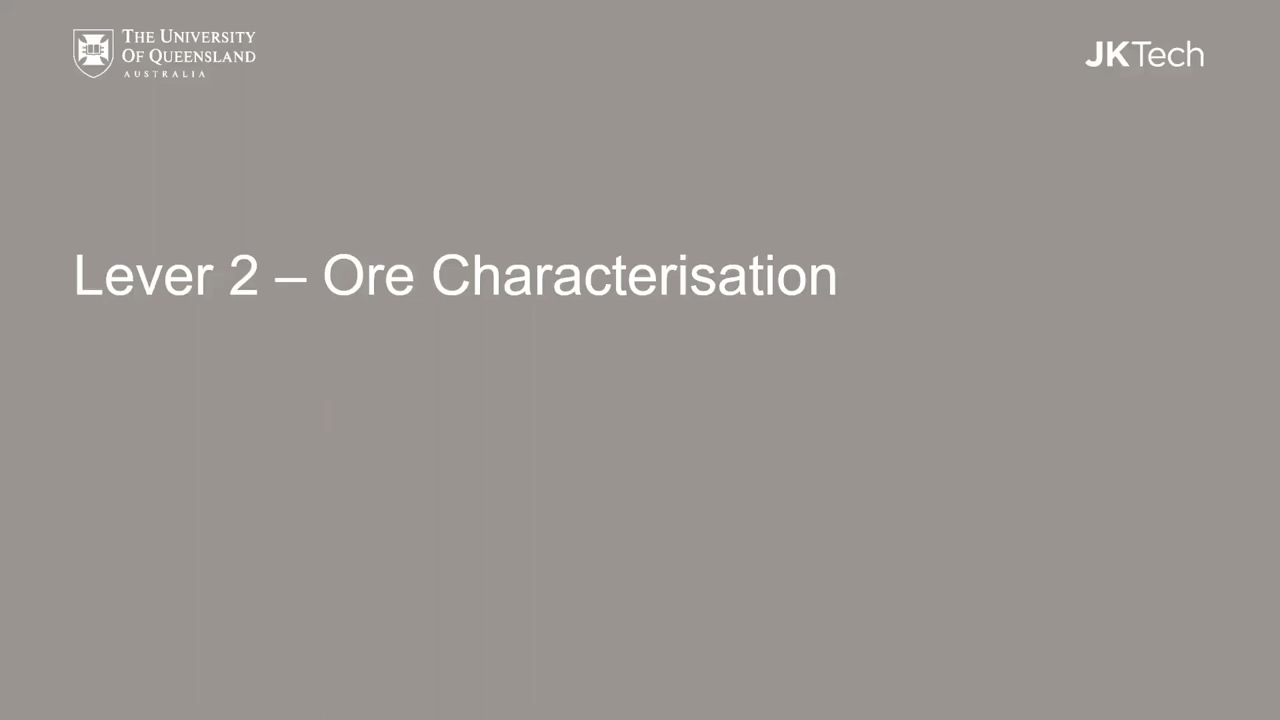 THE UNIVERSITY
OF QUEENSLAND
AUSTRALIA
JKTech
Lever 2 – Ore Characterisation